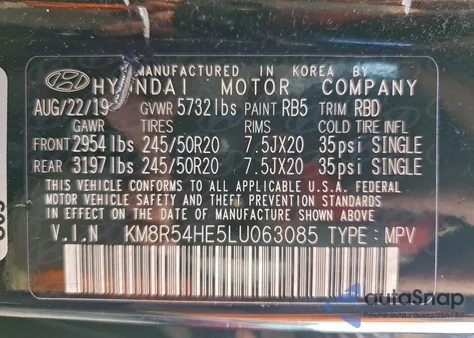 MANUFACTURED IN KOREA BY
HYUNDAI MOTOR COMPANY
AUG/22/19 GVWR 5732lbs PAINT RB5 TRIM RBD
GAWR TIRES RIMS COLD TIRE INFL
FRONT 2954lbs 245/50R20 7.5JX20 35psi SINGLE
REAR 3197lbs 245/50R20 7.5JX20 35psi SINGLE
THIS VEHICLE CONFORMS TO ALL APPLICABLE U.S.A. FEDERAL
MOTOR VEHICLE SAFETY AND THEFT PREVENTION STANDARDS
IN EFFECT ON THE DATE OF MANUFACTURE SHOWN ABOVE
V.I.N KM8R54HE5LU063085 TYPE : MPV
autaSnap